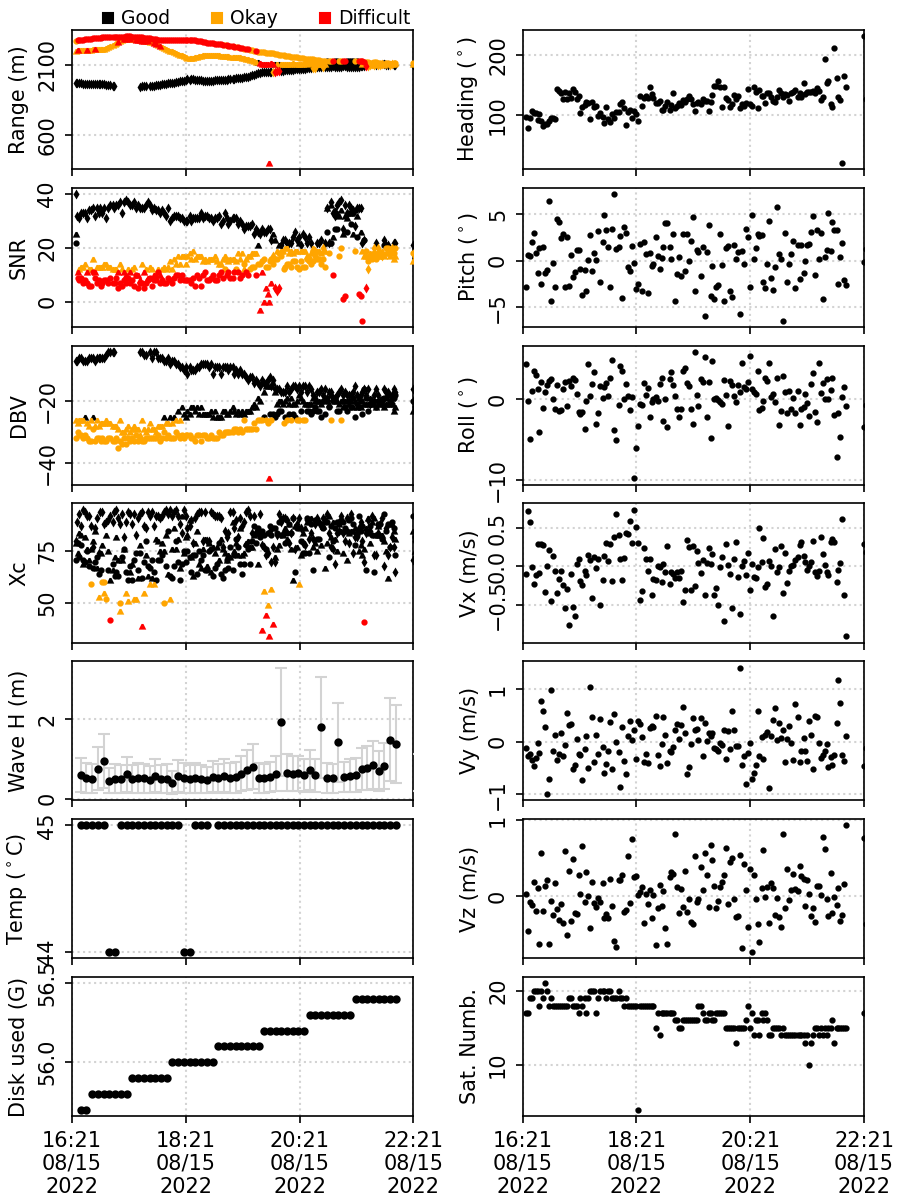 Good Okay Difficult
Range (m)
2100
600
Heading (°)
200
100
SNR
40
20
0
Pitch (°)
5
0
−5
DBV
−20
−40
Roll (°)
0
−10
Xc
75
50
Vx (m/s)
0.5
0.0
−0.5
Wave H (m)
2
0
Vy (m/s)
1
0
−1
Temp (°C)
45
44
Vz (m/s)
1
0
Disk used (G)
56.5
56.0
Sat. Numb.
20
10
16:21 18:21 20:21 22:21
08/15 08/15 08/15 08/15
2022 2022 2022 2022
16:21 18:21 20:21 22:21
08/15 08/15 08/15 08/15
2022 2022 2022 2022